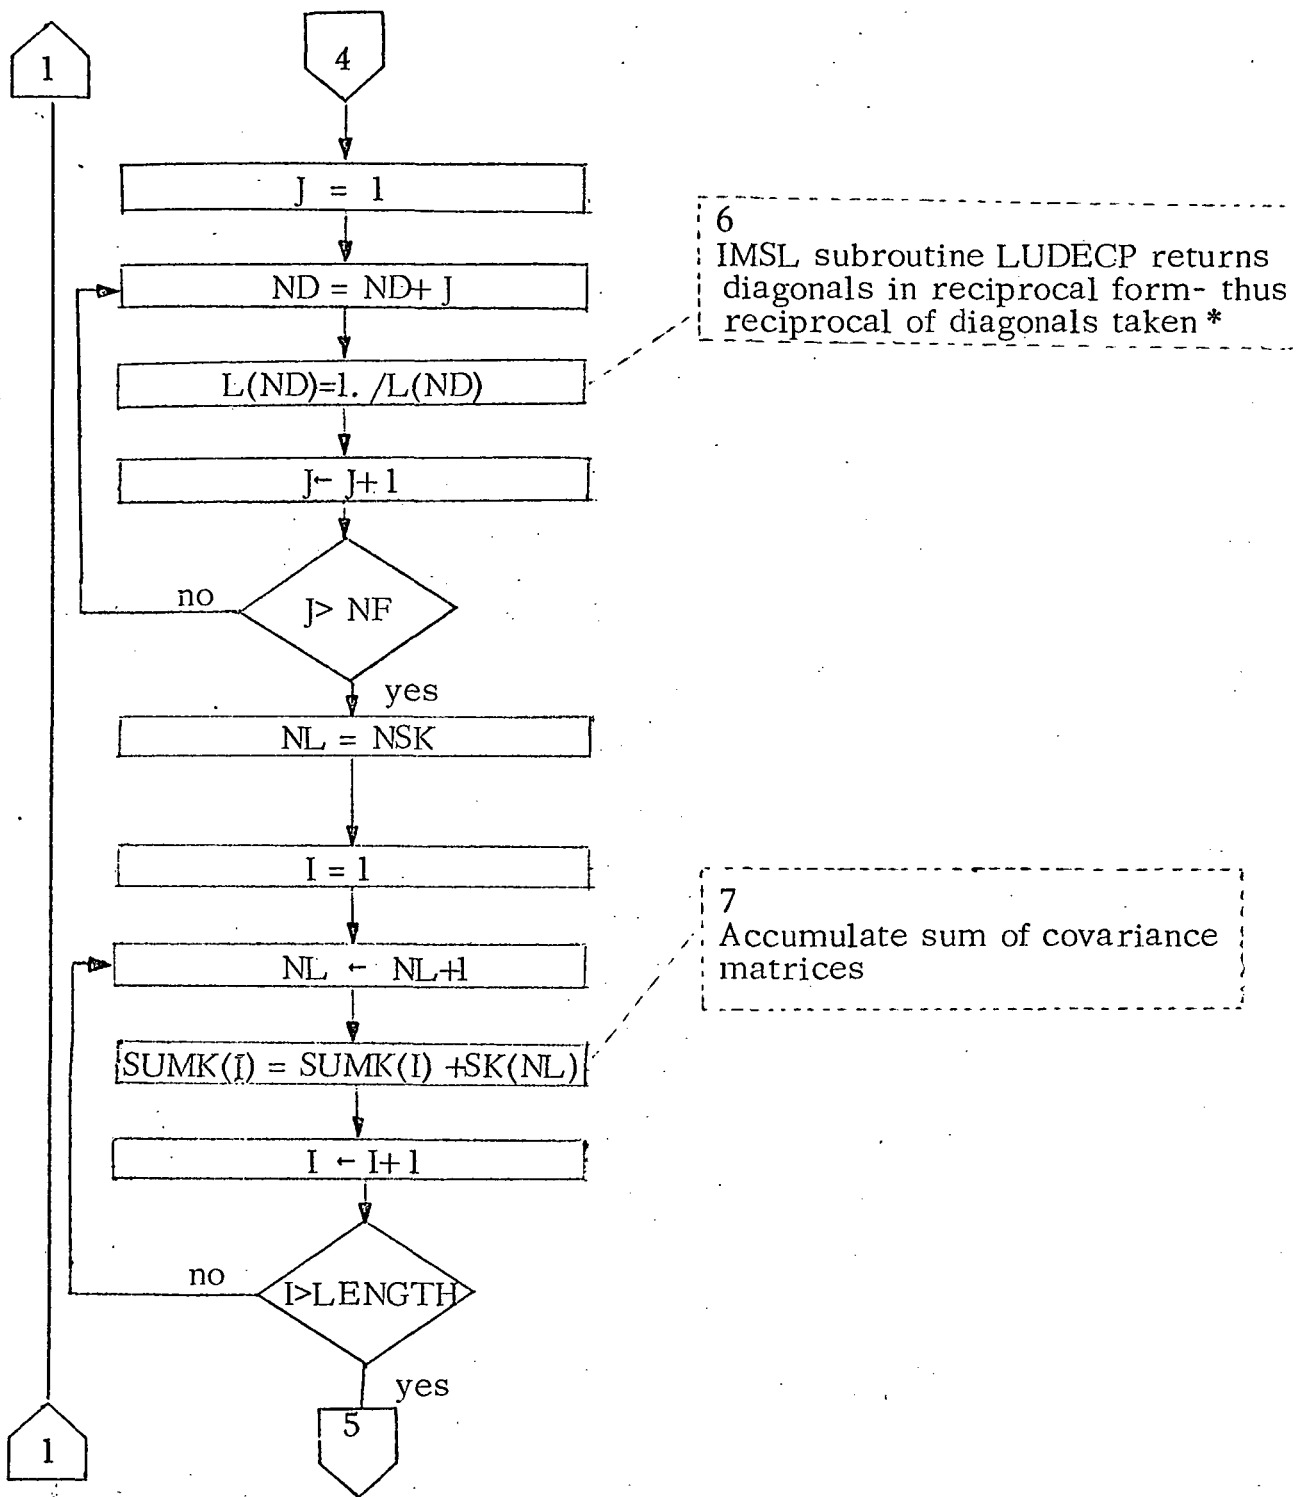 1
4
J = 1
ND = ND+ J
L(ND)=1. /L(ND)
J← J+1
J> NF
no
yes
NL = NSK
I = 1
NL ← NL+1
SUMK(I) = SUMK(I) +SK(NL)
I ← I+1
I>LENGTH
no
yes
5
1
6
IMSL subroutine LUDECP returns
diagonals in reciprocal form- thus
reciprocal of diagonals taken *
7
Accumulate sum of covariance
matrices